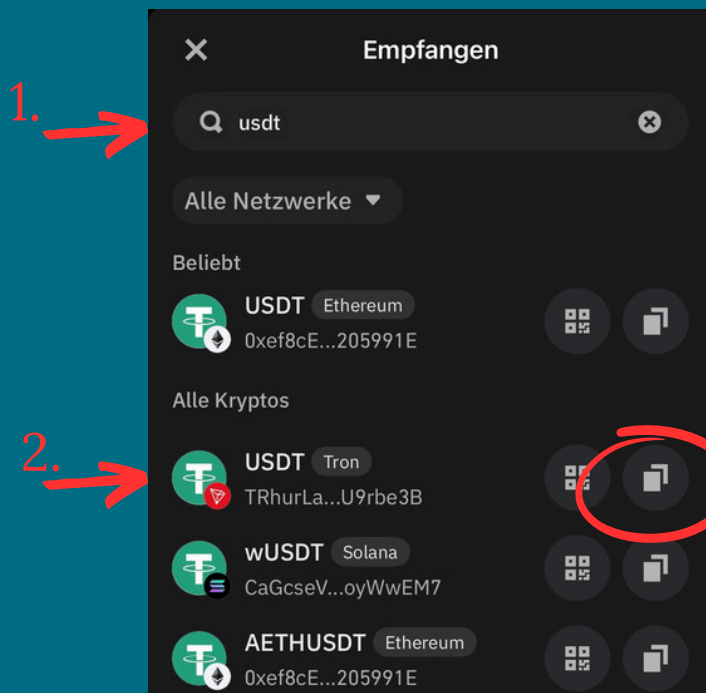 Empfangen
1.
usdt
Alle Netzwerke
Beliebt
USDT Ethereum
0xef8cE...205991E
Alle Kryptos
2.
USDT Tron
TRhurLa...U9rbe3B
wUSDT Solana
CaGcseV...oyWwEM7
AETHUSDT Ethereum
0xef8cE...205991E